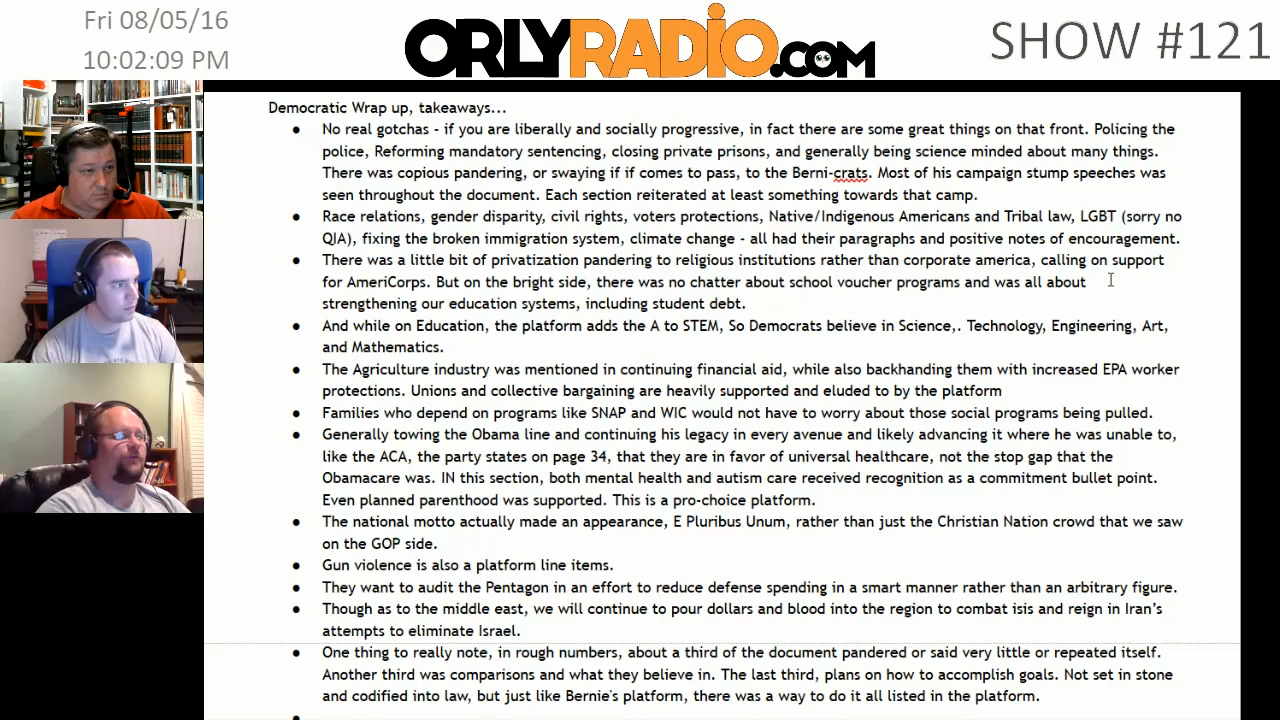 Fri 08/05/16
10:02:09 PM
ORLYRADIO.COM
SHOW #121
Democratic Wrap up, takeaways...
● No real gotchas - if you are liberally and socially progressive, in fact there are some great things on that front. Policing the
police, Reforming mandatory sentencing, closing private prisons, and generally being science minded about many things.
There was copious pandering, or swaying if if comes to pass, to the Berni-crats. Most of his campaign stump speeches was
seen throughout the document. Each section reiterated at least something towards that camp.
● Race relations, gender disparity, civil rights, voters protections, Native/Indigenous Americans and Tribal law, LGBT (sorry no
QIA), fixing the broken immigration system, climate change - all had their paragraphs and positive notes of encouragement.
● There was a little bit of privatization pandering to religious institutions rather than corporate america, calling on support
for AmeriCorps. But on the bright side, there was no chatter about school voucher programs and was all about
strengthening our education systems, including student debt.
● And while on Education, the platform adds the A to STEM, So Democrats believe in Science,. Technology, Engineering, Art,
and Mathematics.
● The Agriculture industry was mentioned in continuing financial aid, while also backhanding them with increased EPA worker
protections. Unions and collective bargaining are heavily supported and eluded to by the platform
● Families who depend on programs like SNAP and WIC would not have to worry about those social programs being pulled.
● Generally towing the Obama line and continuing his legacy in every avenue and likely advancing it where he was unable to,
like the ACA, the party states on page 34, that they are in favor of universal healthcare, not the stop gap that the
Obamacare was. IN this section, both mental health and autism care received recognition as a commitment bullet point.
Even planned parenthood was supported. This is a pro-choice platform.
● The national motto actually made an appearance, E Pluribus Unum, rather than just the Christian Nation crowd that we saw
on the GOP side.
● Gun violence is also a platform line items.
● They want to audit the Pentagon in an effort to reduce defense spending in a smart manner rather than an arbitrary figure.
● Though as to the middle east, we will continue to pour dollars and blood into the region to combat isis and reign in Iran's
attempts to eliminate Israel.
● One thing to really note, in rough numbers, about a third of the document pandered or said very little or repeated itself.
Another third was comparisons and what they believe in. The last third, plans on how to accomplish goals. Not set in stone
and codified into law, but just like Bernie's platform, there was a way to do it all listed in the platform.